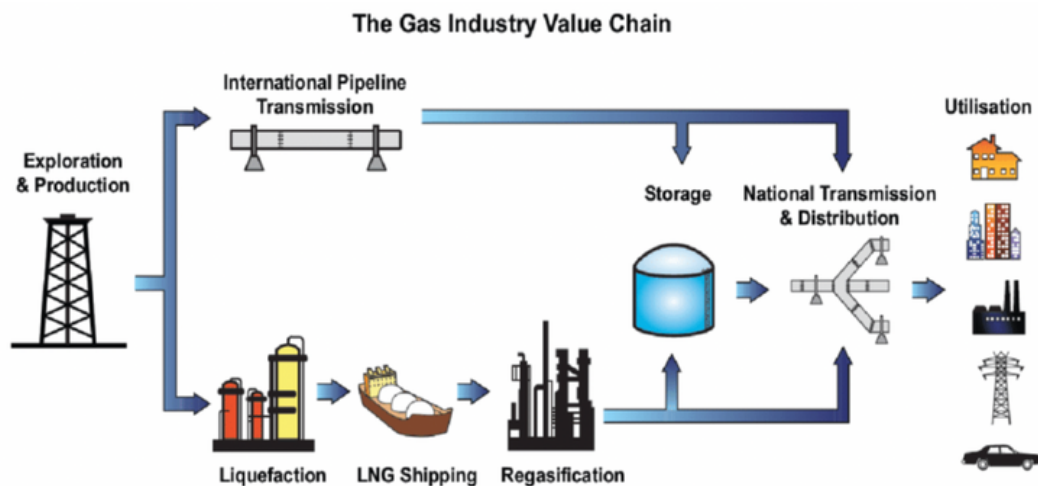 The Gas Industry Value Chain
International Pipeline
Transmission
Utilisation
Exploration
& Production
Storage
National Transmission
& Distribution
Liquefaction
LNG Shipping
Regasification